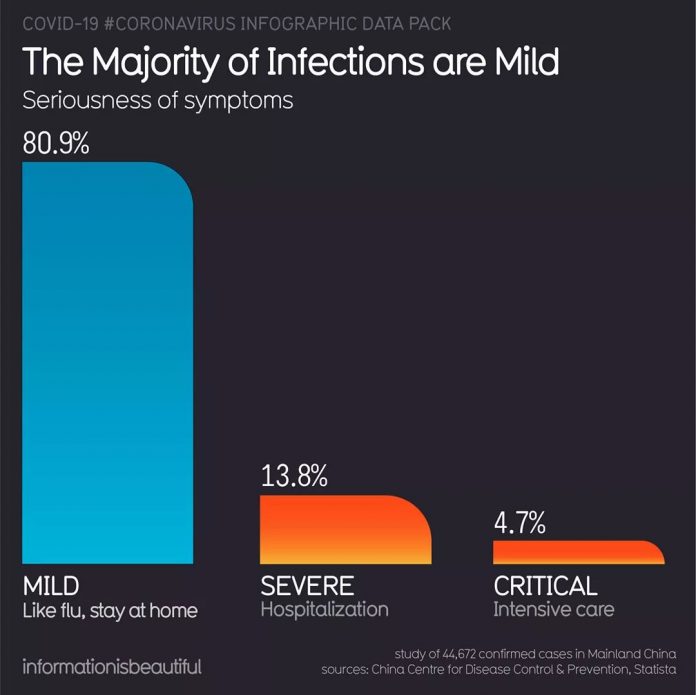 COVID-19 #CORONAVIRUS INFOGRAPHIC DATA PACK
The Majority of Infections are Mild
Seriousness of symptoms
80.9%
13.8%
4.7%
MILD
Like flu, stay at home
SEVERE
Hospitalization
CRITICAL
Intensive care
study of 44,672 confirmed cases in Mainland China
sources: China Centre for Disease Control & Prevention, Statista
informationisbeautiful